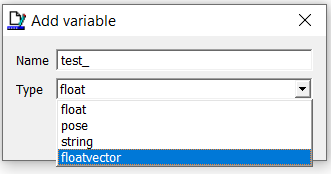 Add variable
Name test_
Type float
float
pose
string
floatvector